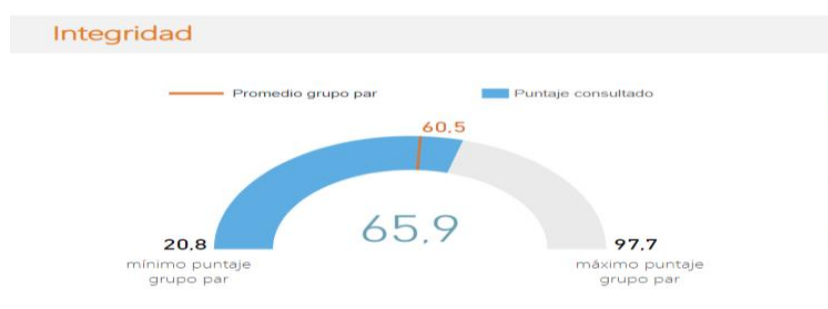 Integridad
Promedio grupo par
Puntaje consultado
60,5
65,9
20,8
mínimo puntaje
grupo par
97,7
máximo puntaje
grupo par